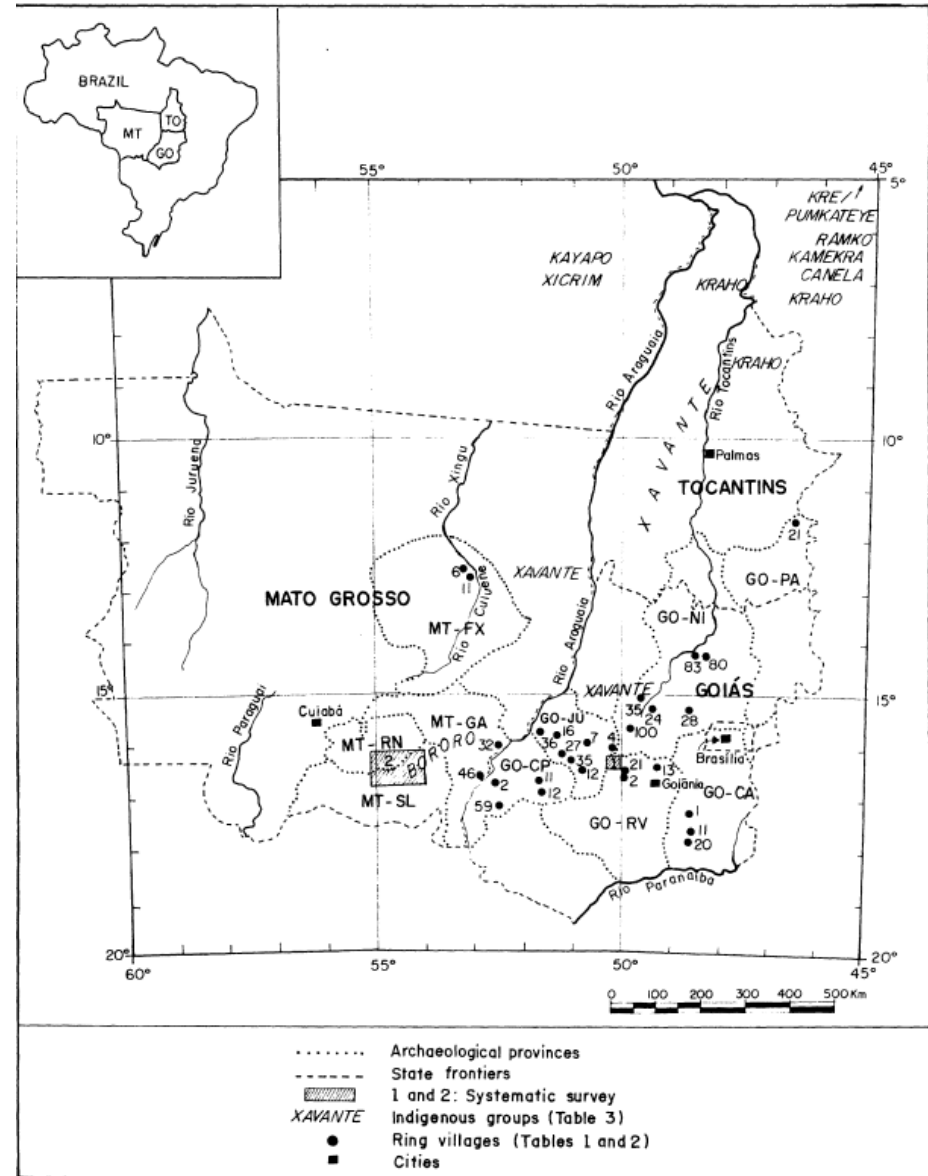 BRAZIL
MT
TO
GO
55°
50°
45°
5°
KRE/
PUMKATEYE
RAMKO
KAMEKRA
CANELA
KRAHO
KAYAPO
XICRIM
KRAHO
KRAHO
Rio Araguaia
Rio Tocantins
XAVANTE
10°
Palmas
TOCANTINS
21
Rio Juruena
Rio Xingu
6
11
Rio Culuene
MATO GROSSO
MT-FX
XAVANTE
Rio Araguaia
GO-PA
GO-NI
83
80
15°
15°
GOIÁS
XAVANTE
35
24
28
100
Rio Paraguai
Cuiabá
MT-RN
BORORO
2
MT-SL
MT-GA
32
46
2
59
GO-JU
16
36
27
7
35
12
GO-CP
11
12
4
1
21
2
13
Goiânia
Brasília
GO-CA
GO-RV
1
11
20
Rio Paranaiba
20°
20°
60°
55°
50°
45°
0 100 200 300 400 500 Km
Archaeological provinces
State frontiers
1 and 2: Systematic survey
XAVANTE Indigenous groups (Table 3)
Ring villages (Tables 1 and 2)
Cities